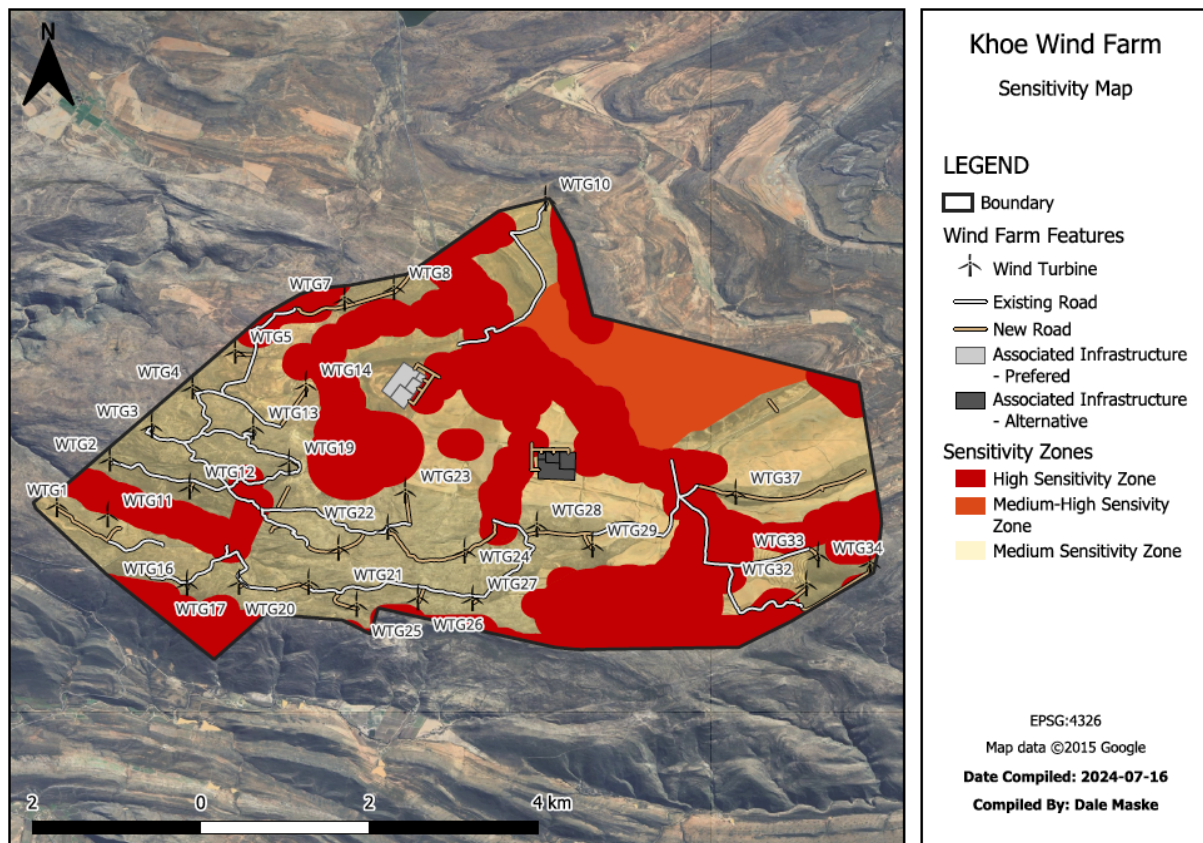 N
WTG10
WTG7
WTG8
WTG5
WTG4
WTG14
WTG3
WTG13
WTG2
WTG19
WTG12
WTG23
WTG37
WTG1
WTG11
WTG22
WTG28
WTG29
WTG33
WTG34
WTG24
WTG16
WTG21
WTG32
WTG27
WTG17
WTG20
WTG25
WTG26
2 0 2 4 km
Khoe Wind Farm
Sensitivity Map
LEGEND
Boundary
Wind Farm Features
Wind Turbine
Existing Road
New Road
Associated Infrastructure
- Prefered
Associated Infrastructure
- Alternative
Sensitivity Zones
High Sensitivity Zone
Medium-High Sensivity
Zone
Medium Sensitivity Zone
EPSG:4326
Map data ©2015 Google
Date Compiled: 2024-07-16
Compiled By: Dale Maske